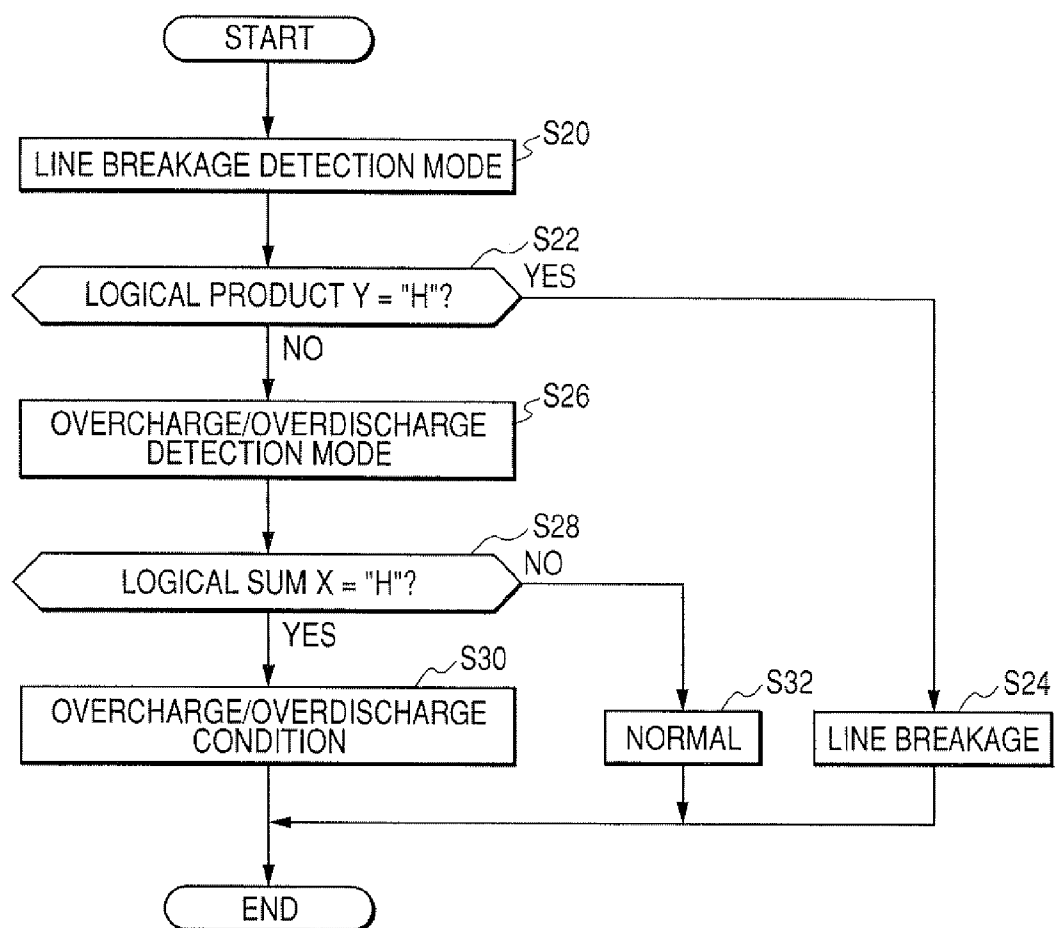 START
S20
LINE BREAKAGE DETECTION MODE
S22
LOGICAL PRODUCT Y = "H"?
YES
NO
S26
OVERCHARGE/OVERDISCHARGE
DETECTION MODE
S28
LOGICAL SUM X = "H"?
NO
YES
S30
OVERCHARGE/OVERDISCHARGE
CONDITION
S32
NORMAL
S24
LINE BREAKAGE
END